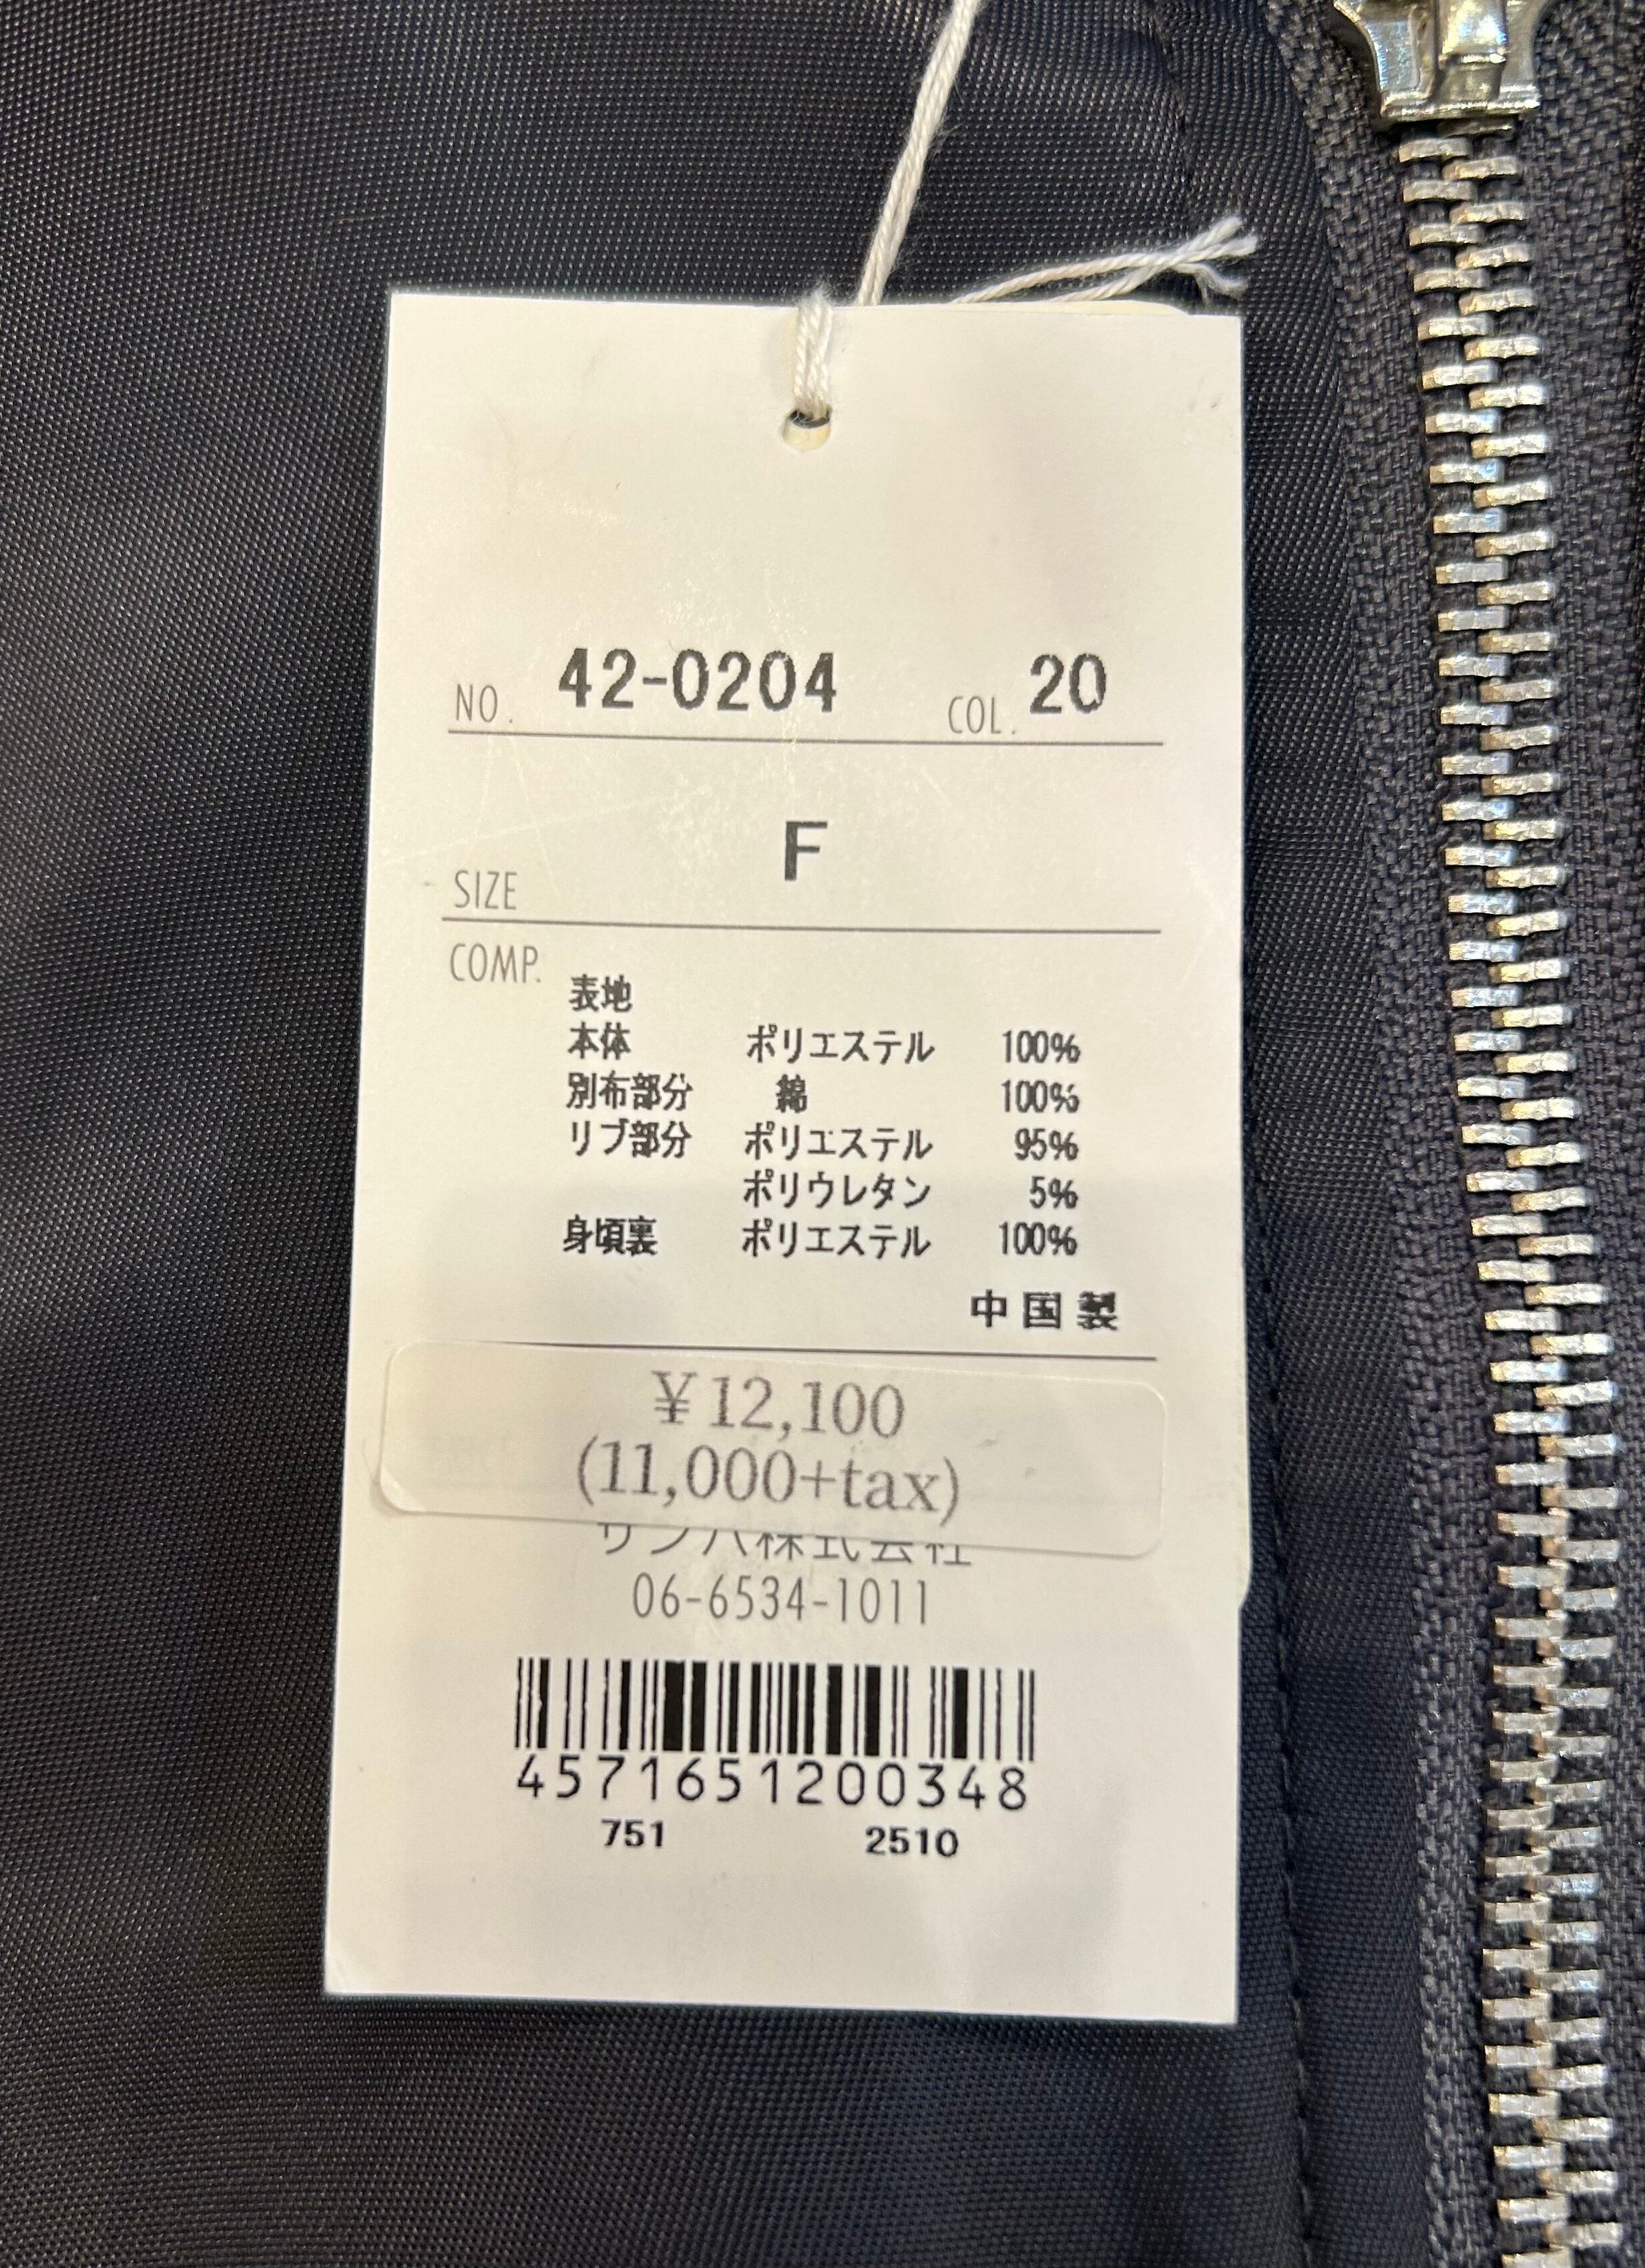 NO. 42-0204 COL. 20
SIZE F
COMP.
表地
本体 ポリエステル 100%
別布部分 綿 100%
リブ部分 ポリエステル 95%
ポリウレタン 5%
身頃裏 ポリエステル 100%
中国製
¥12,100
(11,000+tax)
株式会社
06-6534-1011
4571651200348
751 2510